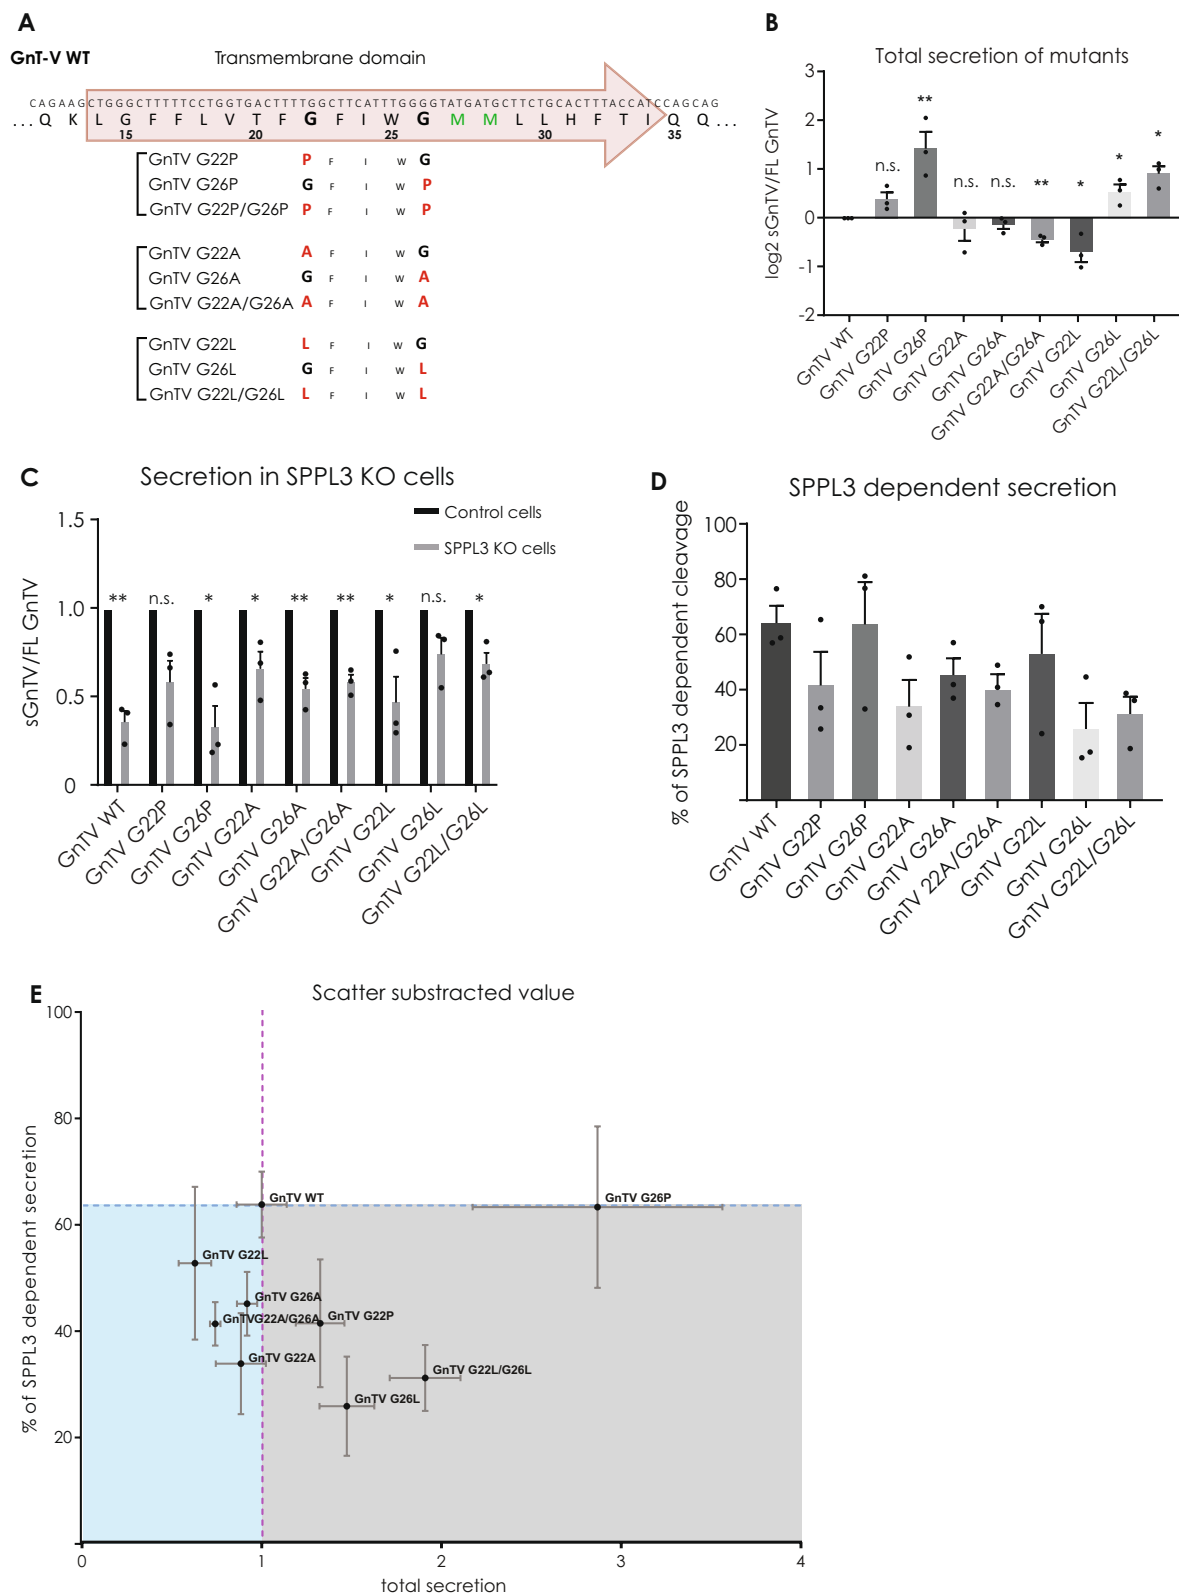 A
GnT-V WT
Transmembrane domain
CAGAAGCTGGGCTTTTTCCTGGTGACTTTTGGCTTCATTTGGGGTATGATGCTTCTGCACTTTACCATCCAGCAG
...Q K L G F F L V T F G F I W G M M L L H F T I Q Q...
15 20 25 30 35
GnTV G22P P F I W G
GnTV G26P G P
GnTV G22P/G26P P F I W P
GnTV G22A A F I W G
GnTV G26A G F I W A
GnTV G22A/G26A A F I W A
GnTV G22L L F I W G
GnTV G26L G F I W L
GnTV G22L/G26L L F I W L
B
Total secretion of mutants
log2 sGnTV/FL GnTV
3
2
1
0
-1
-2
n.s.
**
n.s.
n.s.
**
*
*
*
GnTV WT
GnTV G22P
GnTV G26P
GnTV G22A
GnTV G26A
GnTV G22A/G26A
GnTV G22L
GnTV G26L
GnTV G22L/G26L
C
Secretion in SPPL3 KO cells
Control cells
SPPL3 KO cells
sGnTV/FL GnTV
1.5
1.0
0.5
0
**
n.s.
*
*
**
**
*
n.s.
*
GnTV WT
GnTV G22P
GnTV G26P
GnTV G22A
GnTV G26A
GnTV G22A/G26A
GnTV G22L
GnTV G26L
GnTV G22L/G26L
D
SPPL3 dependent secretion
% of SPPL3 dependent cleavage
100
80
60
40
20
GnTV WT
GnTV G22P
GnTV G26P
GnTV G22A
GnTV G26A
GnTV 22A/G26A
GnTV G22L
GnTV G26L
GnTV G22L/G26L
E
Scatter substracted value
% of SPPL3 dependent secretion
100
80
60
40
20
GnTV WT
GnTV G26P
GnTV G22L
GnTV G26A
GnTVG22A/G26A
GnTV G22P
GnTV G22A
GnTV G22L/G26L
GnTV G26L
0 1 2 3 4
total secretion